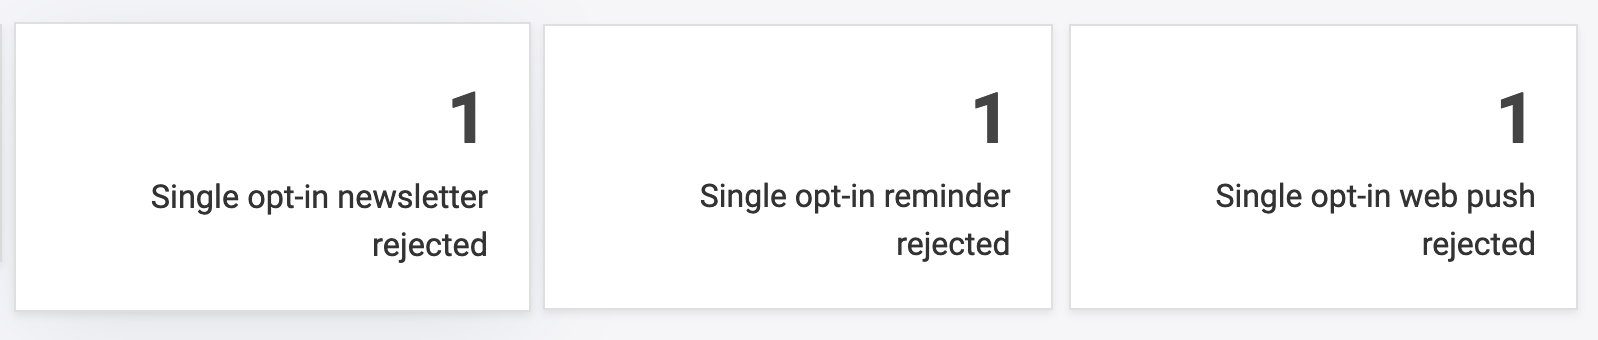 1
Single opt-in newsletter
rejected
1
Single opt-in reminder
rejected
1
Single opt-in web push
rejected